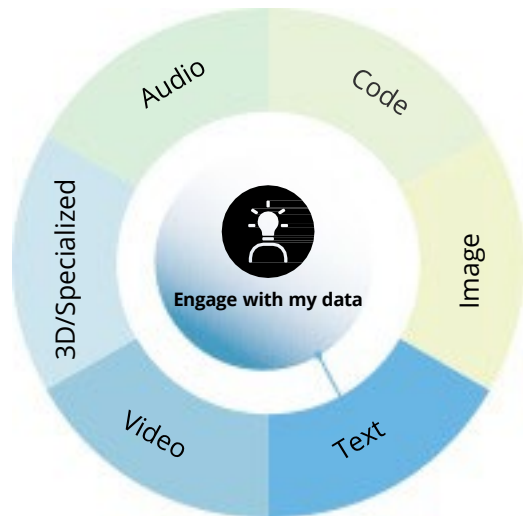 Audio
Code
3D/Specialized
Image
Engage with my data
Video
Text